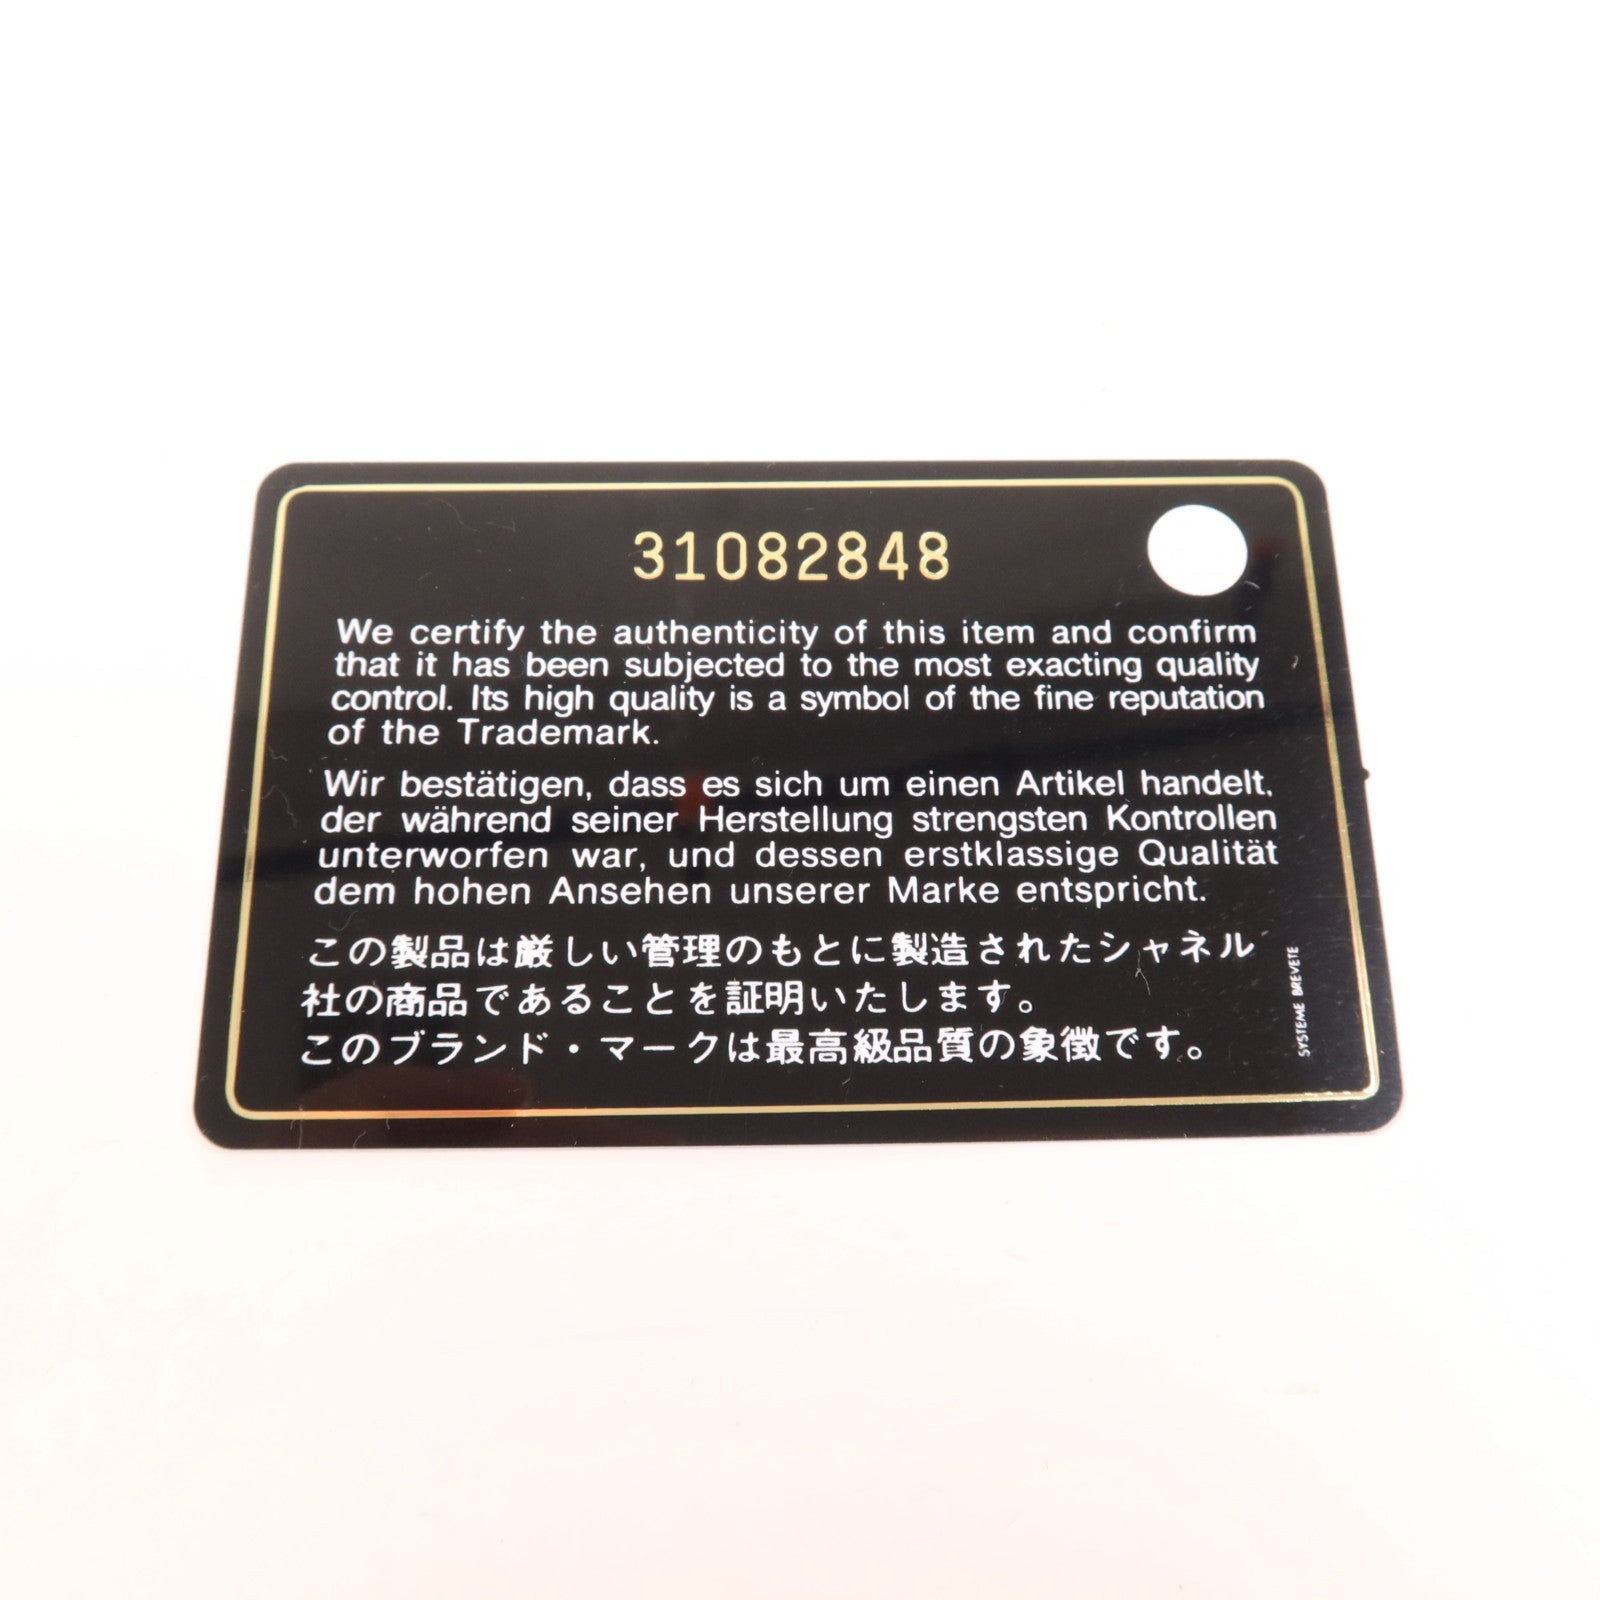 31082848
We certify the authenticity of this item and confirm
that it has been subjected to the most exacting quality
control. Its high quality is a symbol of the fine reputation
of the Trademark.
Wir bestätigen, dass es sich um einen Artikel handelt,
der während seiner Herstellung strengsten Kontrollen
unterworfen war, und dessen erstklassige Qualität
dem hohen Ansehen unserer Marke entspricht.
この製品は厳しい管理のもとに製造されたシャネル
社の商品であることを証明いたします。
このブランド・マークは最高級品質の象徴です。
SYSTEME BREVETE